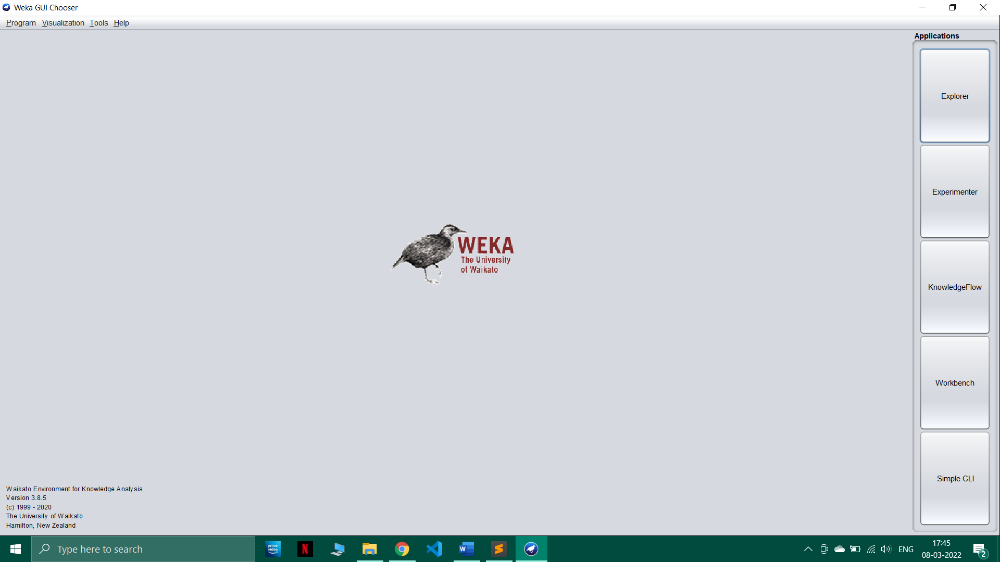 Weka GUI Chooser
Program Visualization Tools Help
Applications
Explorer
Experimenter
KnowledgeFlow
Workbench
Simple CLI
WEKA
The University
of Waikato
Waikato Environment for Knowledge Analysis
Version 3.8.5
(c) 1999 - 2020
The University of Waikato
Hamilton, New Zealand
Type here to search
prime
video
N
W
S
ENG
17:45
08-03-2022
2